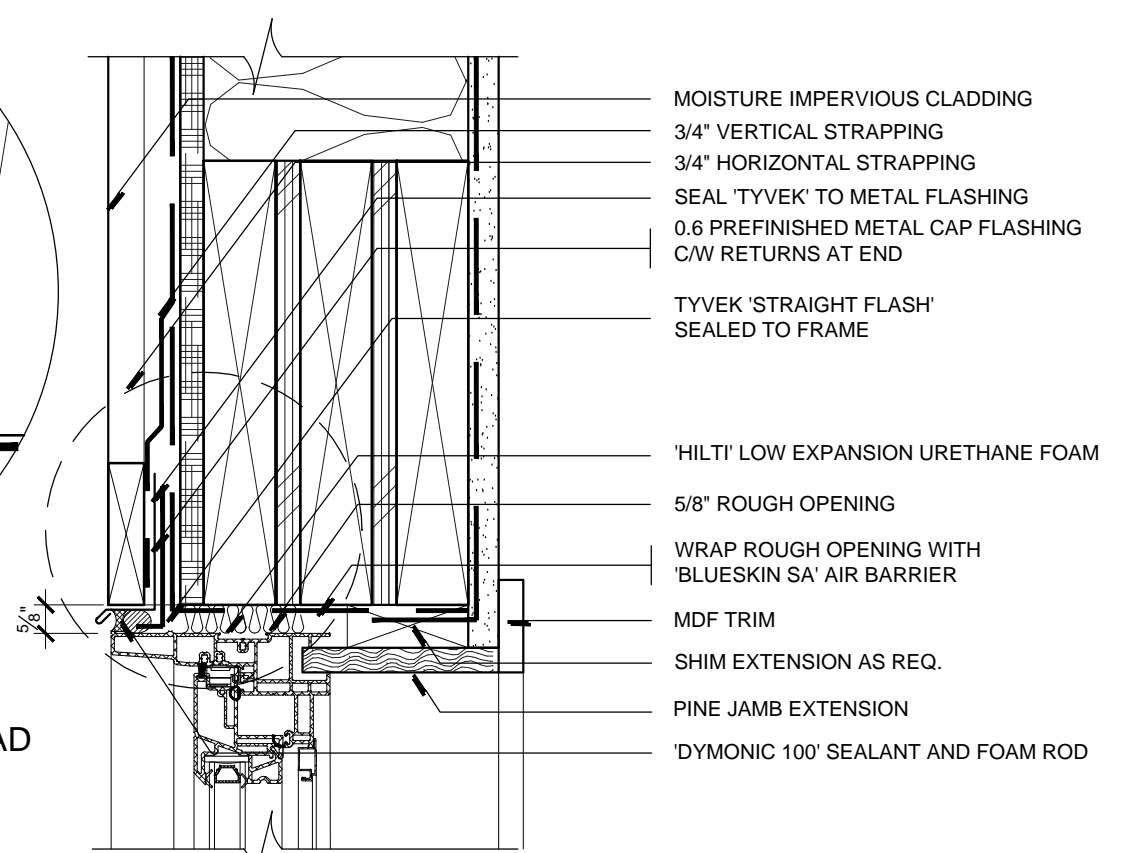 MOISTURE IMPERVIOUS CLADDING
3/4" VERTICAL STRAPPING
3/4" HORIZONTAL STRAPPING
SEAL 'TYVEK' TO METAL FLASHING
0.6 PREFINISHED METAL CAP FLASHING
C/W RETURNS AT END
TYVEK 'STRAIGHT FLASH'
SEALED TO FRAME
'HILTI' LOW EXPANSION URETHANE FOAM
5/8" ROUGH OPENING
WRAP ROUGH OPENING WITH
'BLUESKIN SA' AIR BARRIER
MDF TRIM
SHIM EXTENSION AS REQ.
PINE JAMB EXTENSION
'DYMONIC 100' SEALANT AND FOAM ROD
5/8"
AD